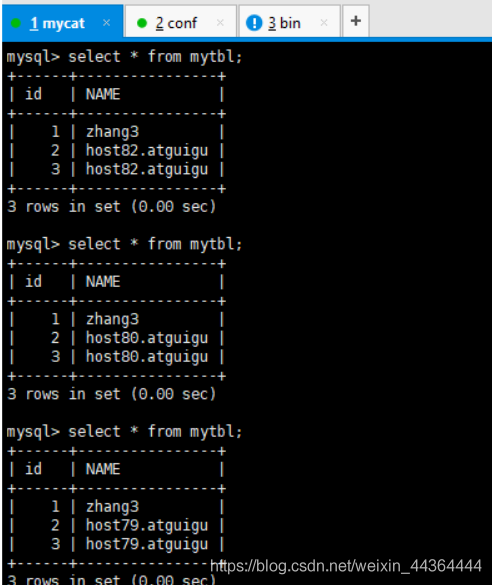 1 mycat × 2 conf × 3 bin × +
mysql> select * from mytbl;
+------+----------------+
| id   | NAME           |
+------+----------------+
|    1 | zhang3         |
|    2 | host82.atguigu |
|    3 | host82.atguigu |
+------+----------------+
3 rows in set (0.00 sec)
mysql> select * from mytbl;
+------+----------------+
| id   | NAME           |
+------+----------------+
|    1 | zhang3         |
|    2 | host80.atguigu |
|    3 | host80.atguigu |
+------+----------------+
3 rows in set (0.00 sec)
mysql> select * from mytbl;
+------+----------------+
| id   | NAME           |
+------+----------------+
|    1 | zhang3         |
|    2 | host79.atguigu |
|    3 | host79.atguigu |
+------+----------------+
https://blog.csdn.net/weixin_44364444
3 rows in set (0.00 sec)